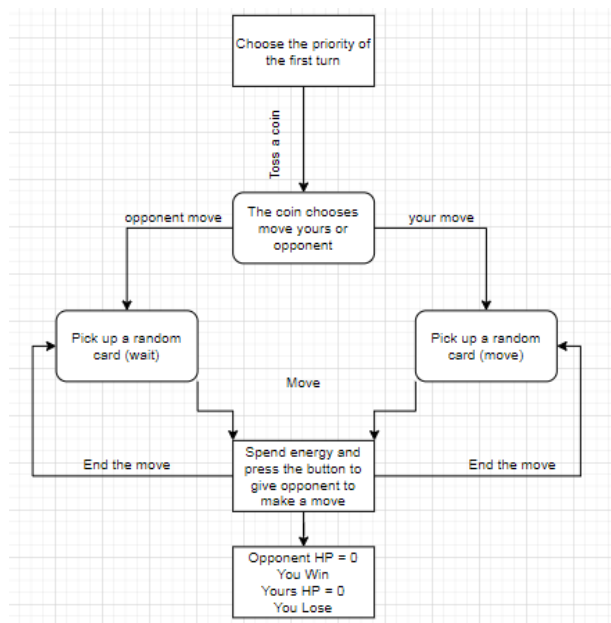 Choose the priority of
the first turn
Toss a coin
The coin chooses
move yours or
opponent
opponent move
your move
Pick up a random
card (wait)
Pick up a random
card (move)
Move
Spend energy and
press the button to
give opponent to
make a move
End the move
End the move
Opponent HP = 0
You Win
Yours HP = 0
You Lose